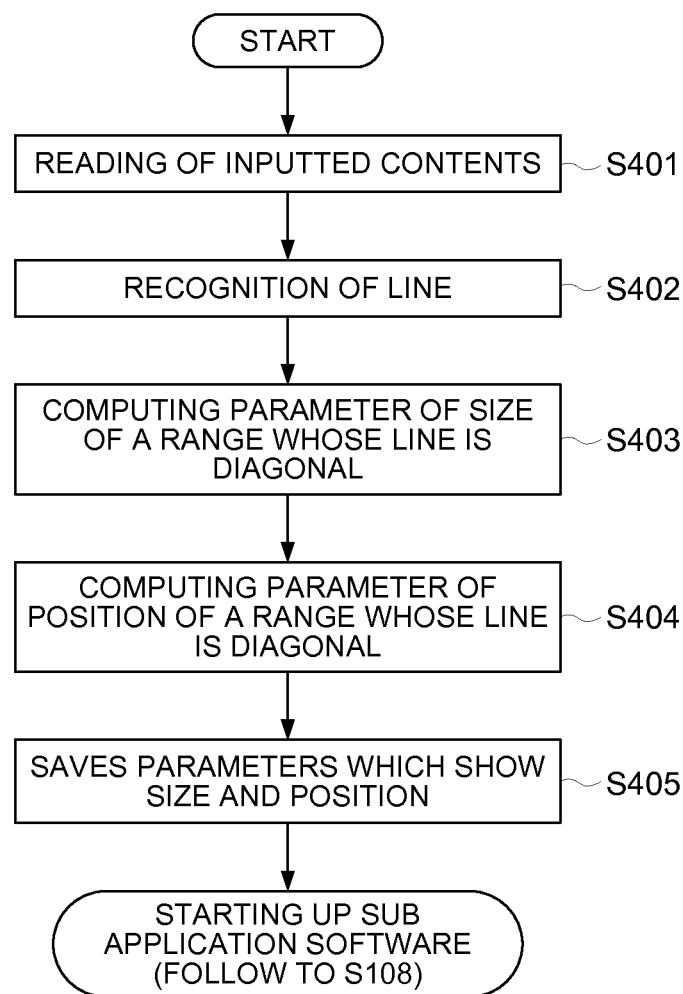 START
READING OF INPUTTED CONTENTS
S401
RECOGNITION OF LINE
S402
COMPUTING PARAMETER OF SIZE
OF A RANGE WHOSE LINE IS
DIAGONAL
S403
COMPUTING PARAMETER OF
POSITION OF A RANGE WHOSE LINE
IS DIAGONAL
S404
SAVES PARAMETERS WHICH SHOW
SIZE AND POSITION
S405
STARTING UP SUB
APPLICATION SOFTWARE
(FOLLOW TO S108)